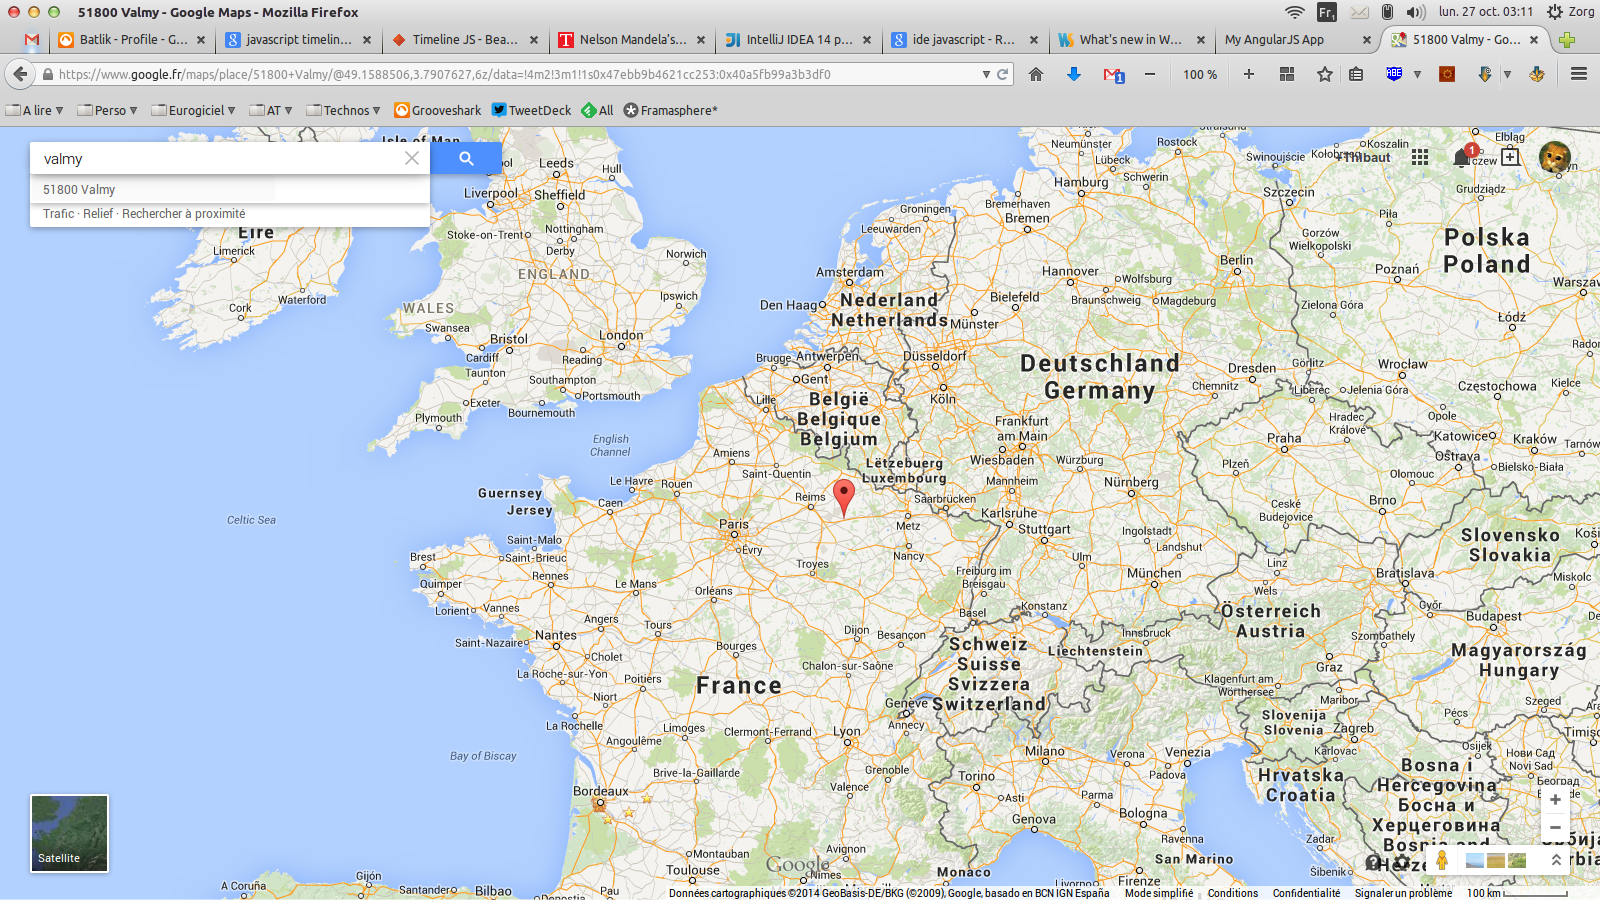 51800 Valmy - Google Maps - Mozilla Firefox
Fr1
lun. 27 oct. 03:11
Zorg
Batlik - Profile - G...
javascript timelin...
Timeline JS - Bea...
Nelson Mandela's...
IntelliJ IDEA 14 p...
ide javascript - R...
What's new in W...
My AngularJS App
51800 Valmy - Go...
https://www.google.fr/maps/place/51800+Valmy/@49.1588506,3.7907627,6z/data=!4m2!3m1!1s0x47ebb9b4621cc253:0x40a5fb99a3b3df0
1
100 %
ABP
A lire
Perso
Eurogiciel
AT
Technos
Grooveshark
TweetDeck
All
Framasphere*
valmy
51800 Valmy
Trafic · Relief · Rechercher à proximité
+Thibaut
1
Isle of Man
Leeds
Hull
Liverpool
Sheffield
Éire
Limerick
Cork
Waterford
Stoke-on-Trent
Nottingham
Derby
Norwich
ENGLAND
WALES
Ipswich
Swansea
Cardiff
Bristol
London
Reading
Taunton
Southampton
Portsmouth
Exeter
Bournemouth
Plymouth
English
Channel
Celtic Sea
Guernsey
Jersey
Bay of Biscay
Groningen
Leeuwarden
Amsterdam
Den Haag
Nederland
Netherlands
Brugge
Antwerpen
Gent
België
Belgique
Belgium
Lille
Lëtzebuerg
Luxembourg
Neumünster
Rostock
Lübeck
Schwerin
Hamburg
Bremerhaven
Bremen
Hannover
Wolfsburg
Braunschweig
Magdeburg
Berlin
Bielefeld
Münster
Düsseldorf
Köln
Deutschland
Germany
Dresden
Chemnitz
Görlitz
Frankfurt
am Main
Wiesbaden
Würzburg
Mannheim
Nürnberg
Saarbrücken
Karlsruhe
Stuttgart
Ingolstadt
Landshut
Ulm
München
Freiburg im
Breisgau
Konstanz
Elbląg
Koszalin
Świnoujście
Szczecin
Grudziądz
Piła
Gorzów
Wielkopolski
Polska
Poland
Poznań
Warszaw
Zielona Góra
Łódź
Wrocław
Jelenia Góra
Częstochowa
Kielce
Opole
Katowice
Kraków
Tarnów
Bielsko-Biała
Liberec
Hradec
Králové
Praha
Plzeň
Ostrava
Olomouc
Brno
České
Budejovice
Slovensko
Slovakia
Bratislava
Miskolc
Linz
Wels
Győr
Budapest
Österreich
Austria
Szombathely
Innsbruck
Graz
Klagenfurt am
Wörthersee
Magyarország
Hungary
Szeged
Pécs
Maribor
Slovenija
Slovenia
Zagreb
Karlovac
Osijek
Нови Сад
Novi Sad
Београд
Hrvatska
Croatia
Bosna i
Hercegovina
Босна и
Херцеговина
Zadar
Šibenik
Amiens
Saint-Quentin
Le Havre
Rouen
Reims
Caen
Paris
Évry
Metz
Nancy
Troyes
Saint-Malo
Brest
Saint-Brieuc
Rennes
Quimper
Le Mans
Orléans
Lorient
Vannes
Angers
Tours
Saint-Nazaire
Nantes
Cholet
Bourges
Dijon
Besançon
Chalon-sur-Saône
La Roche-sur-Yon
Poitiers
Niort
France
La Rochelle
Limoges
Clermont-Ferrand
Lyon
Angoulême
Annecy
Brive-la-Gaillarde
Grenoble
Valence
Bordeaux
Montauban
Toulouse
Avignon
Nîmes
Monaco
Basel
Schweiz
Suisse
Svizzera
Switzerland
Liechtenstein
Genève
Milano
Verona
Venezia
Padova
Torino
Asti
Parma
Bologna
Genova
Ravenna
San Marino
Livorno
Firenze
A Coruña
Gijón
Santander
Bilbao
Donostia
Satellite
Google
Données cartographiques ©2014 GeoBasis-DE/BKG (©2009), Google, basado en BCN IGN España
Mode simplifié
Conditions
Confidentialité
Signaler un problème
100 km